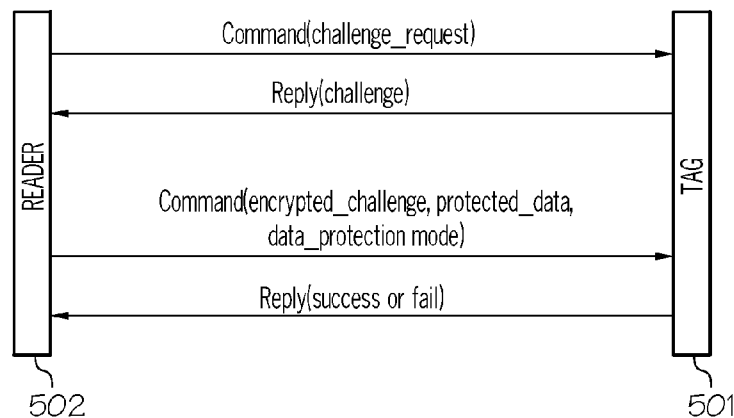 Command(challenge_request)
Reply(challenge)
READER
TAG
Command(encrypted_challenge, protected_data,
data_protection mode)
Reply(success or fail)
502
501